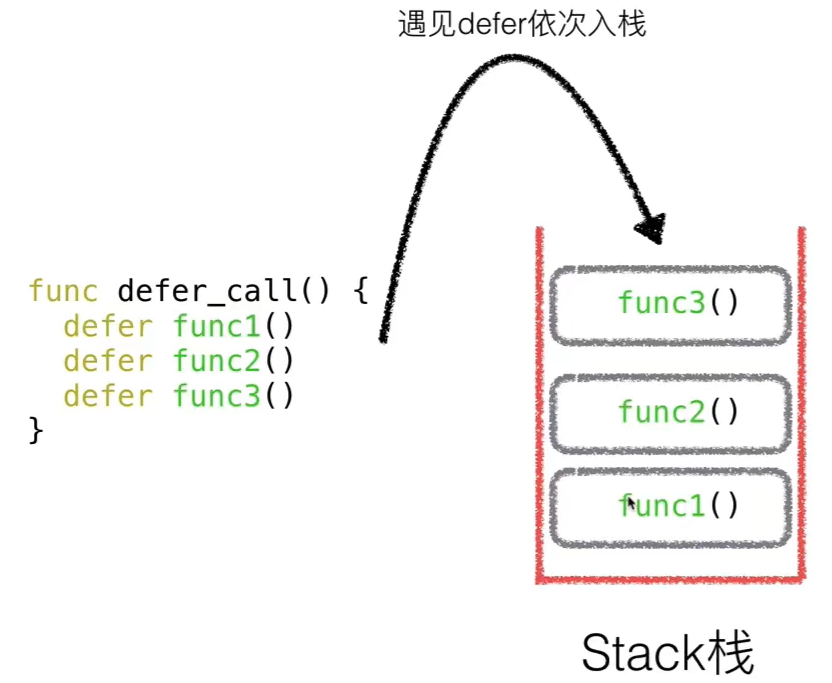 遇见defer依次入栈
func defer_call() {
  defer func1()
  defer func2()
  defer func3()
}
func3()
func2()
func1()
Stack栈